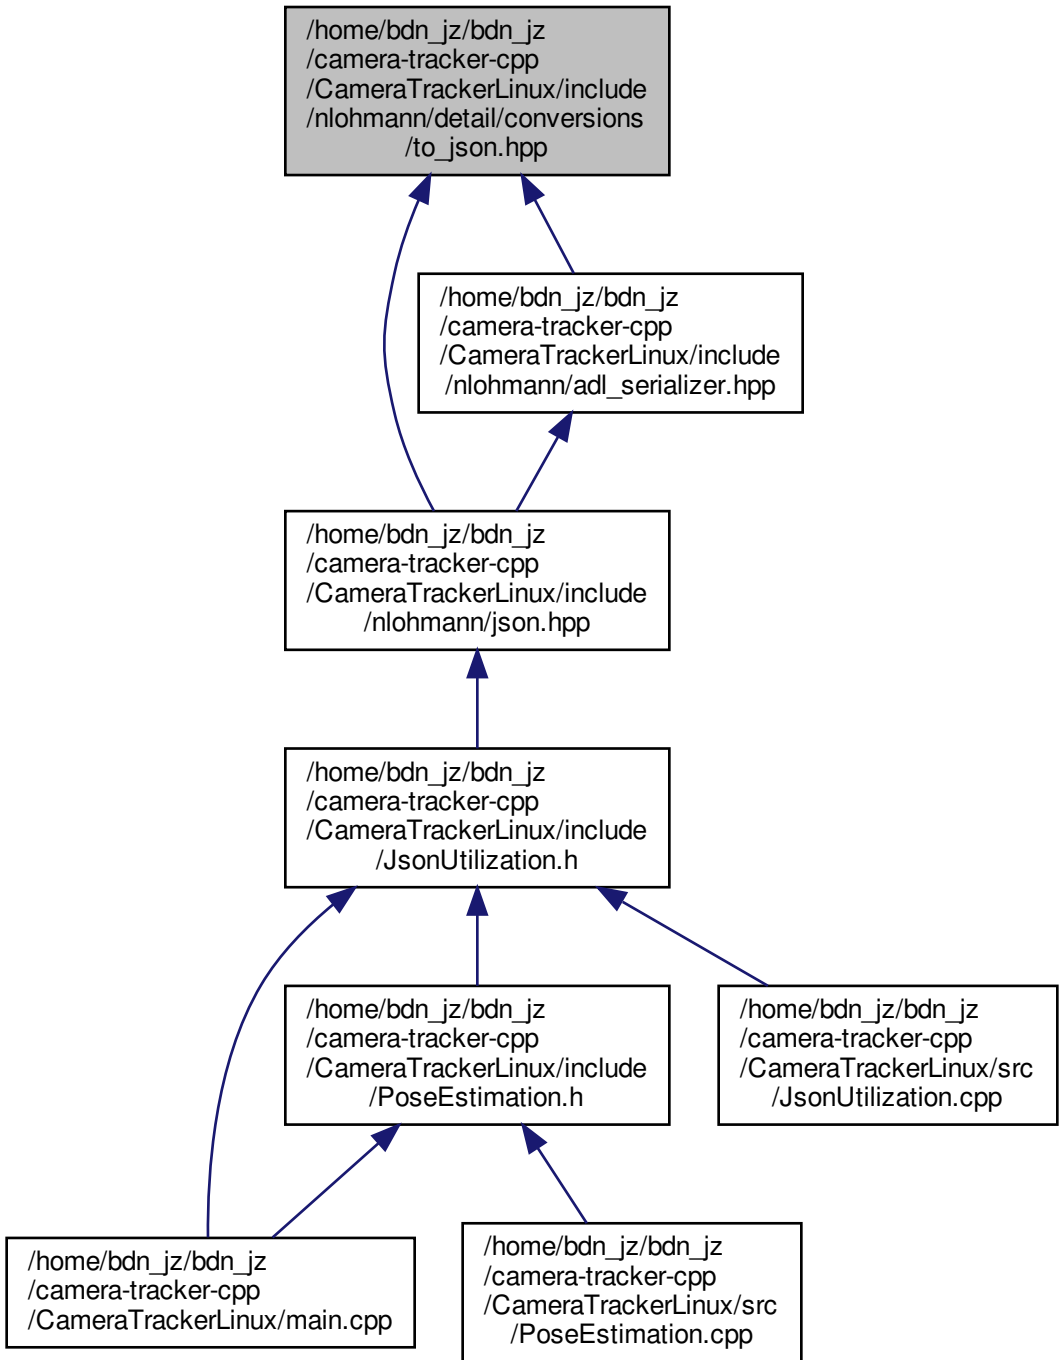 /home/bdn_jz/bdn_jz
/camera-tracker-cpp
/CameraTrackerLinux/include
/nlohmann/detail/conversions
/to_json.hpp
/home/bdn_jz/bdn_jz
/camera-tracker-cpp
/CameraTrackerLinux/include
/nlohmann/adl_serializer.hpp
/home/bdn_jz/bdn_jz
/camera-tracker-cpp
/CameraTrackerLinux/include
/nlohmann/json.hpp
/home/bdn_jz/bdn_jz
/camera-tracker-cpp
/CameraTrackerLinux/include
/JsonUtilization.h
/home/bdn_jz/bdn_jz
/camera-tracker-cpp
/CameraTrackerLinux/include
/PoseEstimation.h
/home/bdn_jz/bdn_jz
/camera-tracker-cpp
/CameraTrackerLinux/src
/JsonUtilization.cpp
/home/bdn_jz/bdn_jz
/camera-tracker-cpp
/CameraTrackerLinux/main.cpp
/home/bdn_jz/bdn_jz
/camera-tracker-cpp
/CameraTrackerLinux/src
/PoseEstimation.cpp